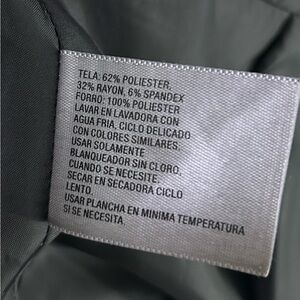 TELA: 62% POLIESTER,
32% RAYON, 6% SPANDEX
FORRO: 100% POLIESTER
LAVAR EN LAVADORA CON
AGUA FRIA, CICLO DELICADO
CON COLORES SIMILARES.
USAR SOLAMENTE
BLANQUEADOR SIN CLORO,
CUANDO SE NECESITE.
SECAR EN SECADORA CICLO
LENTO.
USAR PLANCHA EN MINIMA TEMPERATURA
SI SE NECESITA.